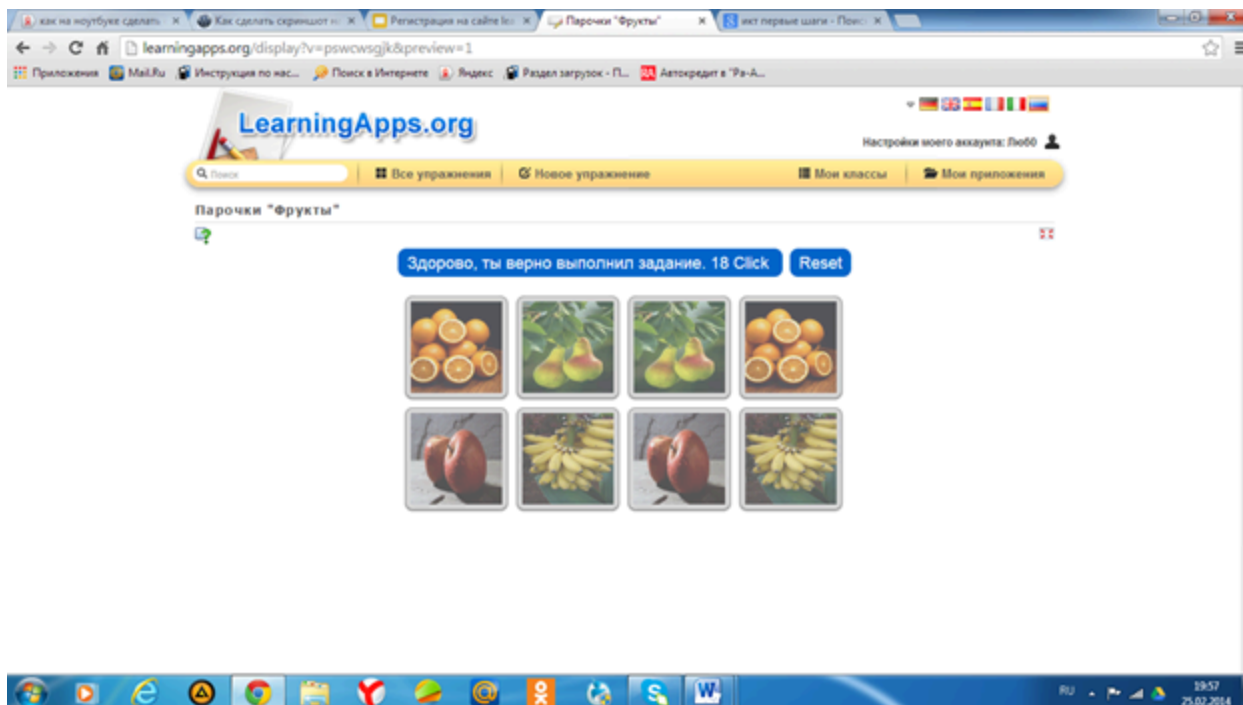 как на ноутбуке сделать
Как сделать скриншот н
Регистрация на сайте le
Парочки "Фрукты"
икт первые шаги - Поис
learningapps.org/display?v=pswcwsgjk&preview=1
Приложения
Mail.Ru
Инструкция по нас...
Поиск в Интернете
Яндекс
Раздел загрузок - П...
Автокредит в "Ра-А...
LearningApps.org
Настройки моего аккаунта: Любо
Поиск
Все упражнения
Новое упражнение
Мои классы
Мои приложения
Парочки "Фрукты"
Здорово, ты верно выполнил задание. 18 Click
Reset
RU
19:57
25.02.2014